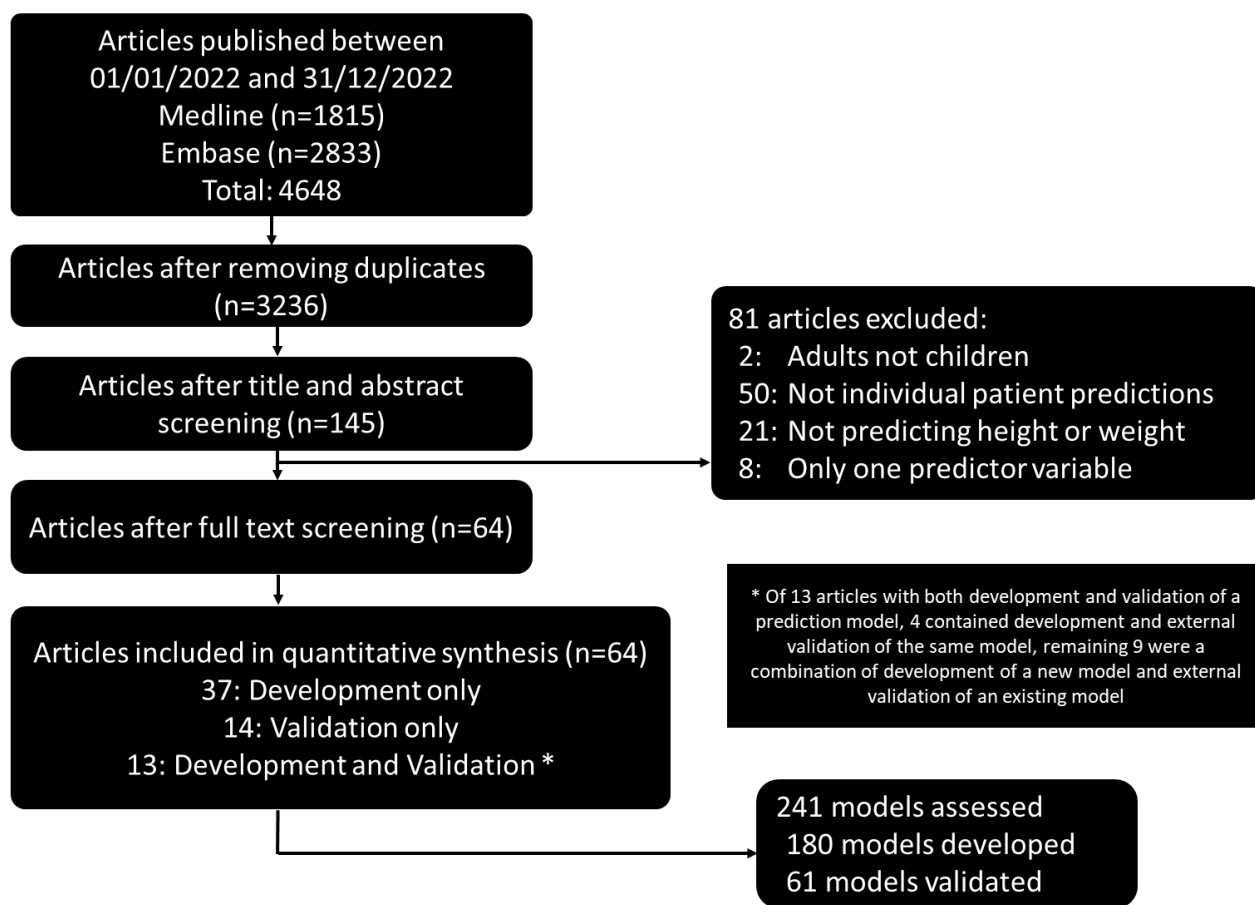 Articles published between
01/01/2022 and 31/12/2022
Medline (n=1815)
Embase (n=2833)
Total: 4648
Articles after removing duplicates
(n=3236)
Articles after title and abstract
screening (n=145)
81 articles excluded:
2: Adults not children
50: Not individual patient predictions
21: Not predicting height or weight
8: Only one predictor variable
Articles after full text screening (n=64)
Articles included in quantitative synthesis (n=64)
37: Development only
14: Validation only
13: Development and Validation *
* Of 13 articles with both development and validation of a
prediction model, 4 contained development and external
validation of the same model, remaining 9 were a
combination of development of a new model and external
validation of an existing model
241 models assessed
180 models developed
61 models validated